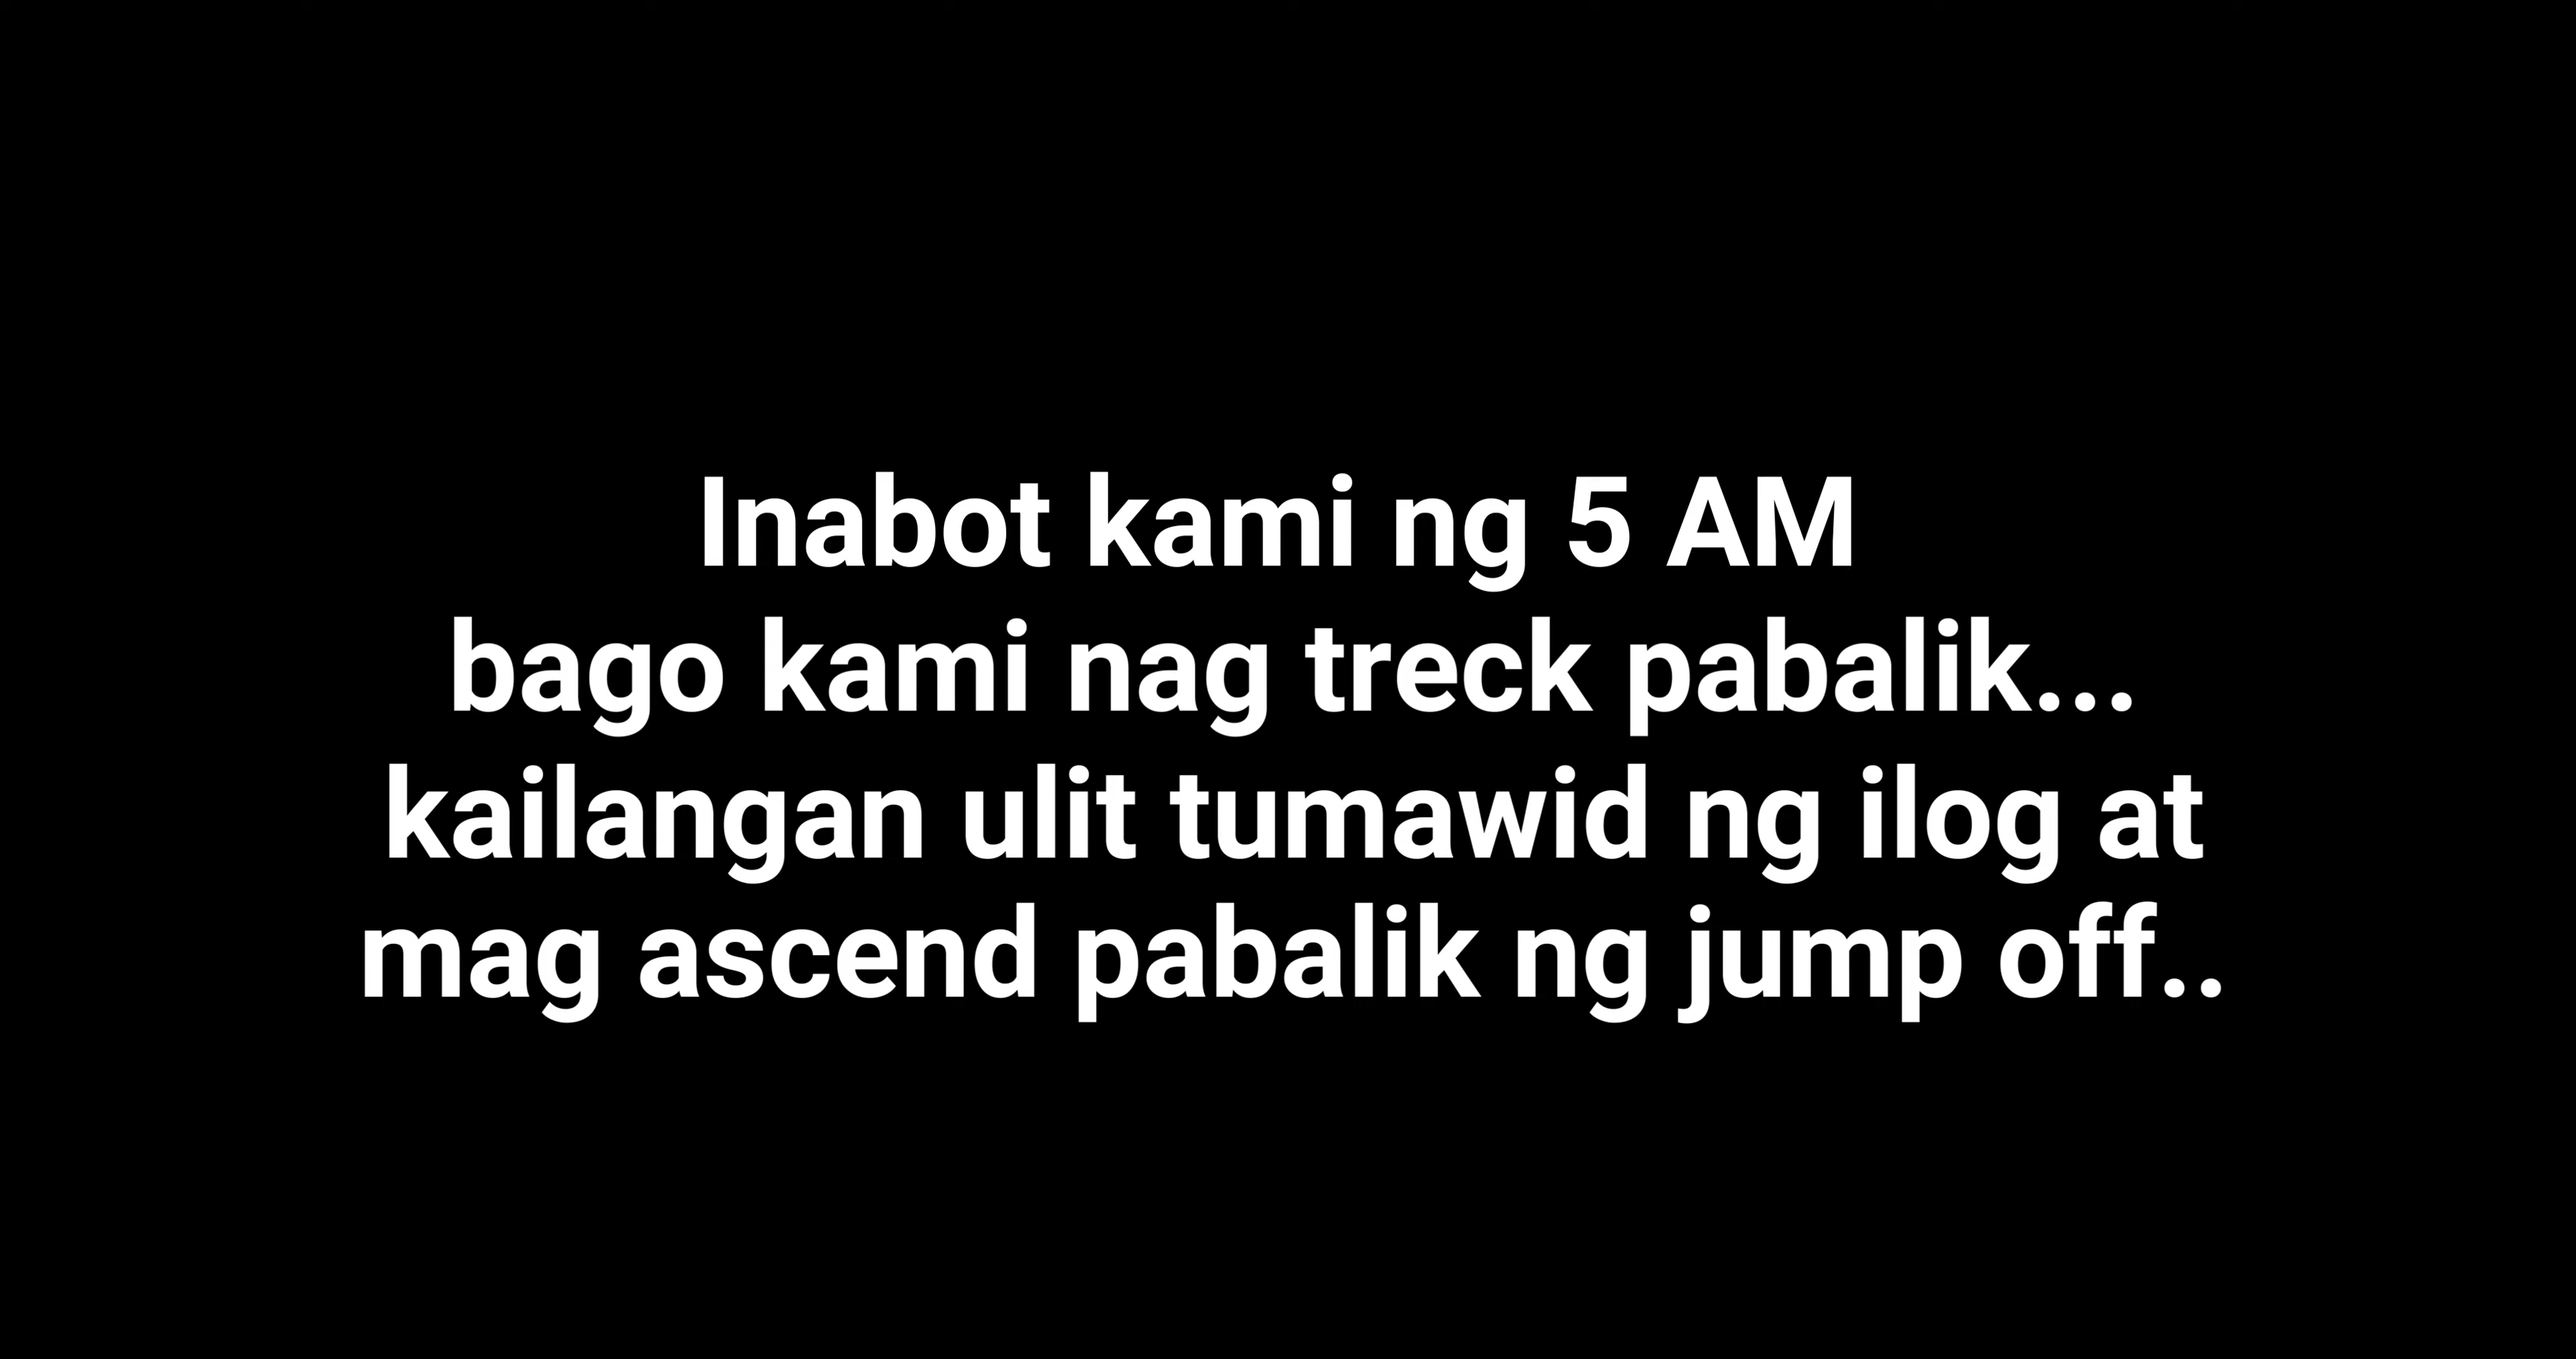 Inabot kami ng 5 AM
bago kami nag treck pabalik...
kailangan ulit tumawid ng ilog at
mag ascend pabalik ng jump off..